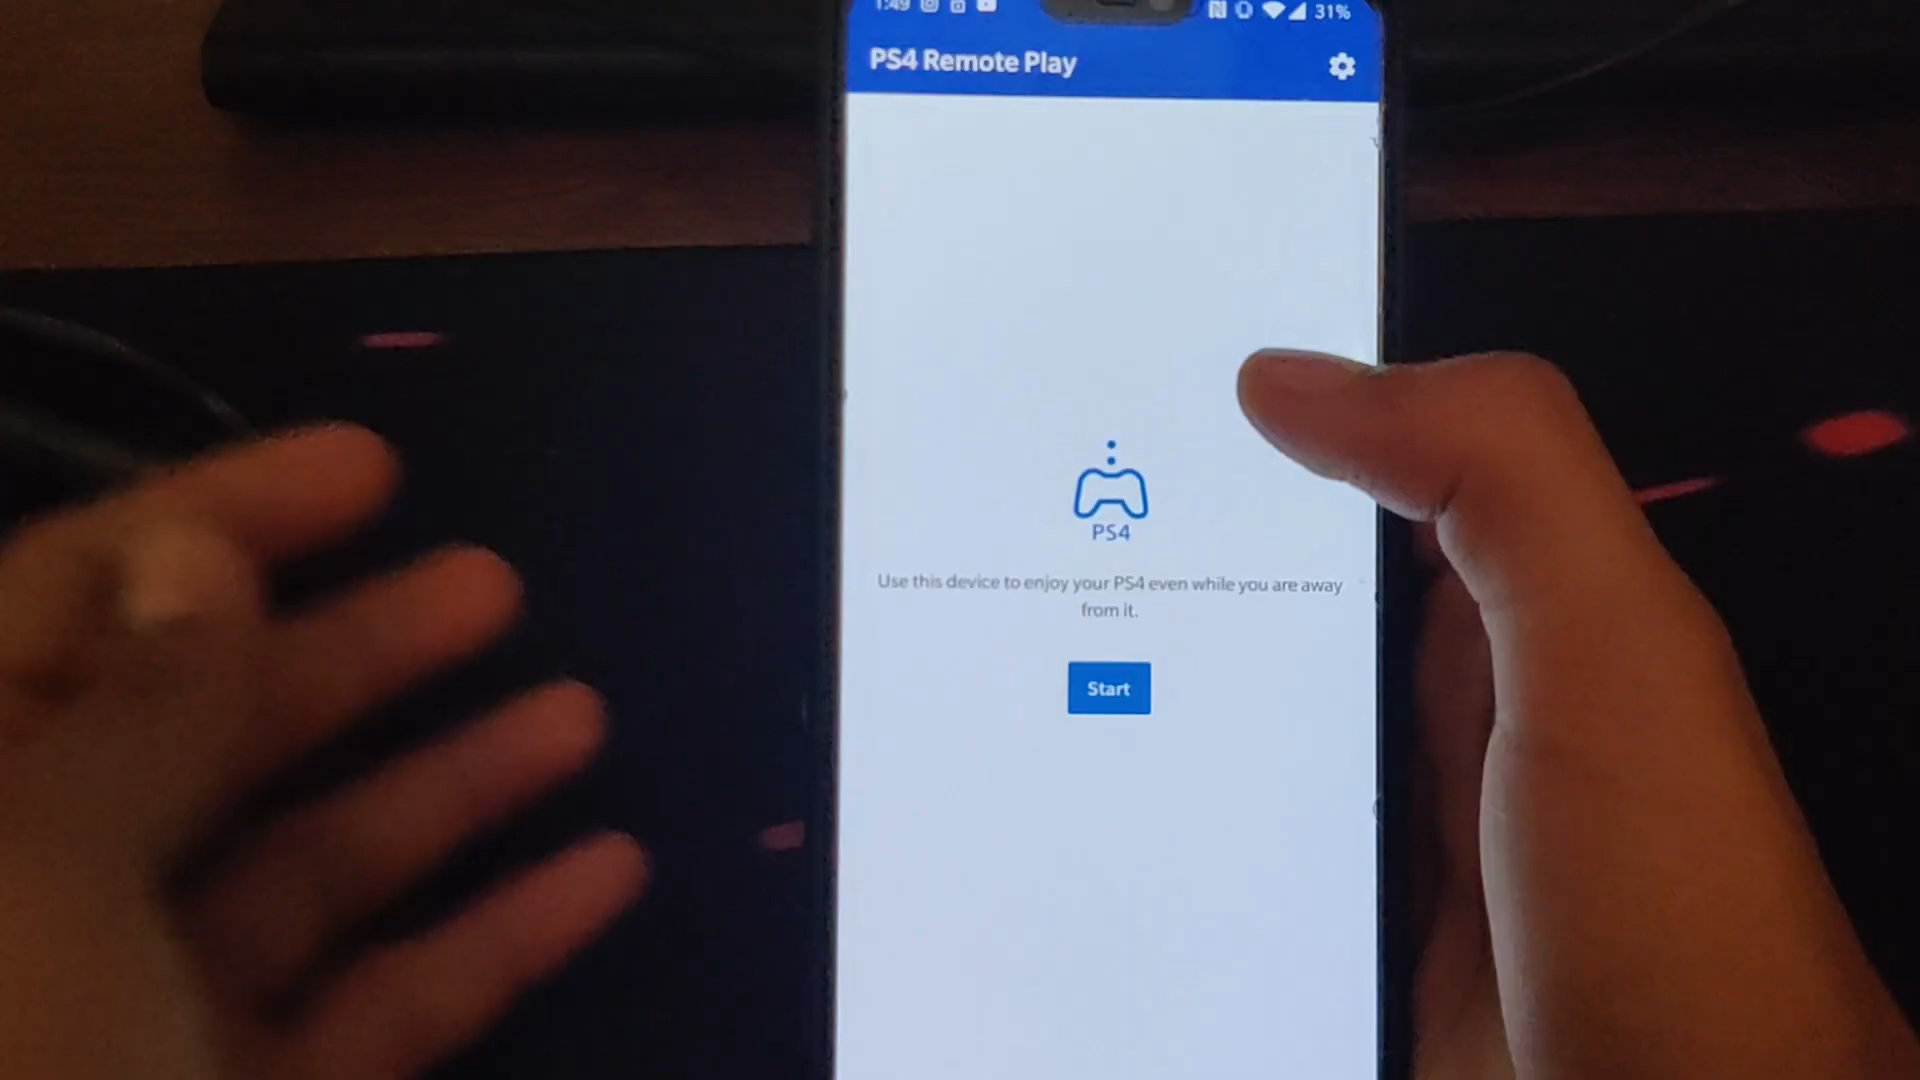 1:49 31%
PS4 Remote Play
PS4
Use this device to enjoy your PS4 even while you are away
from it.
Start